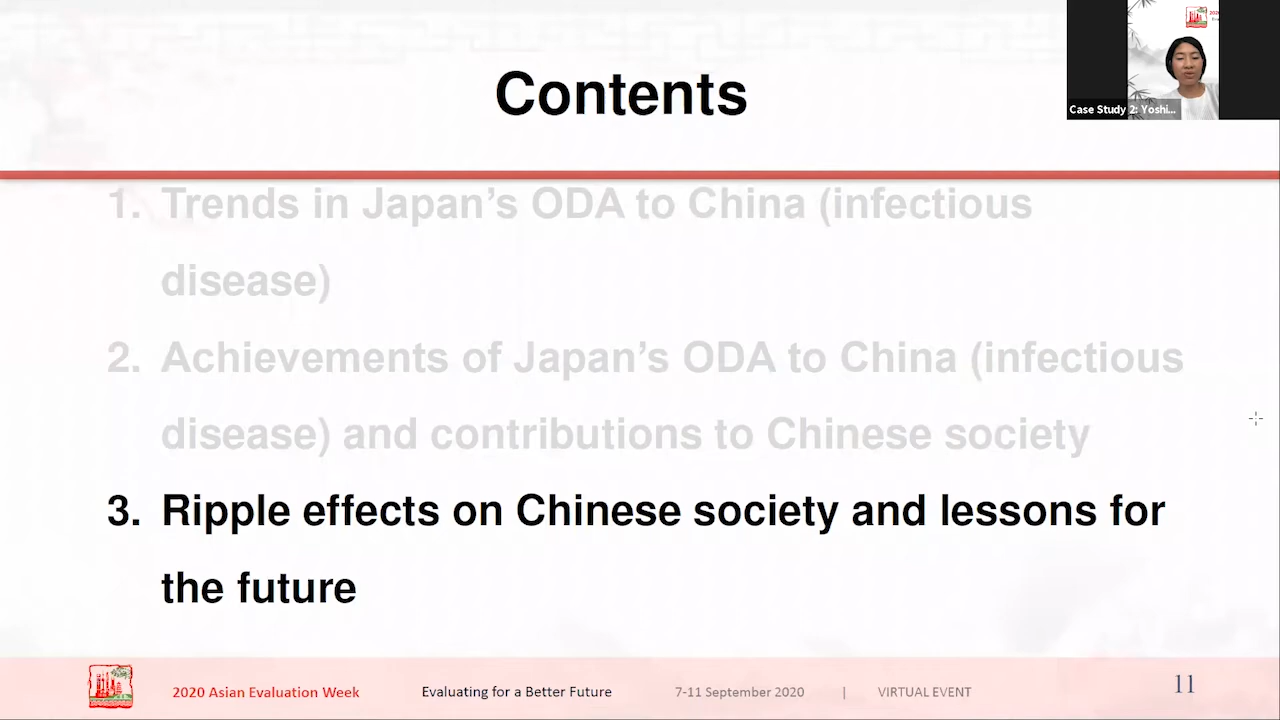 Contents
Case Study 2: Yoshi...
1. Trends in Japan’s ODA to China (infectious
disease)
2. Achievements of Japan’s ODA to China (infectious
disease) and contributions to Chinese society
3. Ripple effects on Chinese society and lessons for
the future
2020 Asian Evaluation Week Evaluating for a Better Future 7-11 September 2020 | VIRTUAL EVENT 11